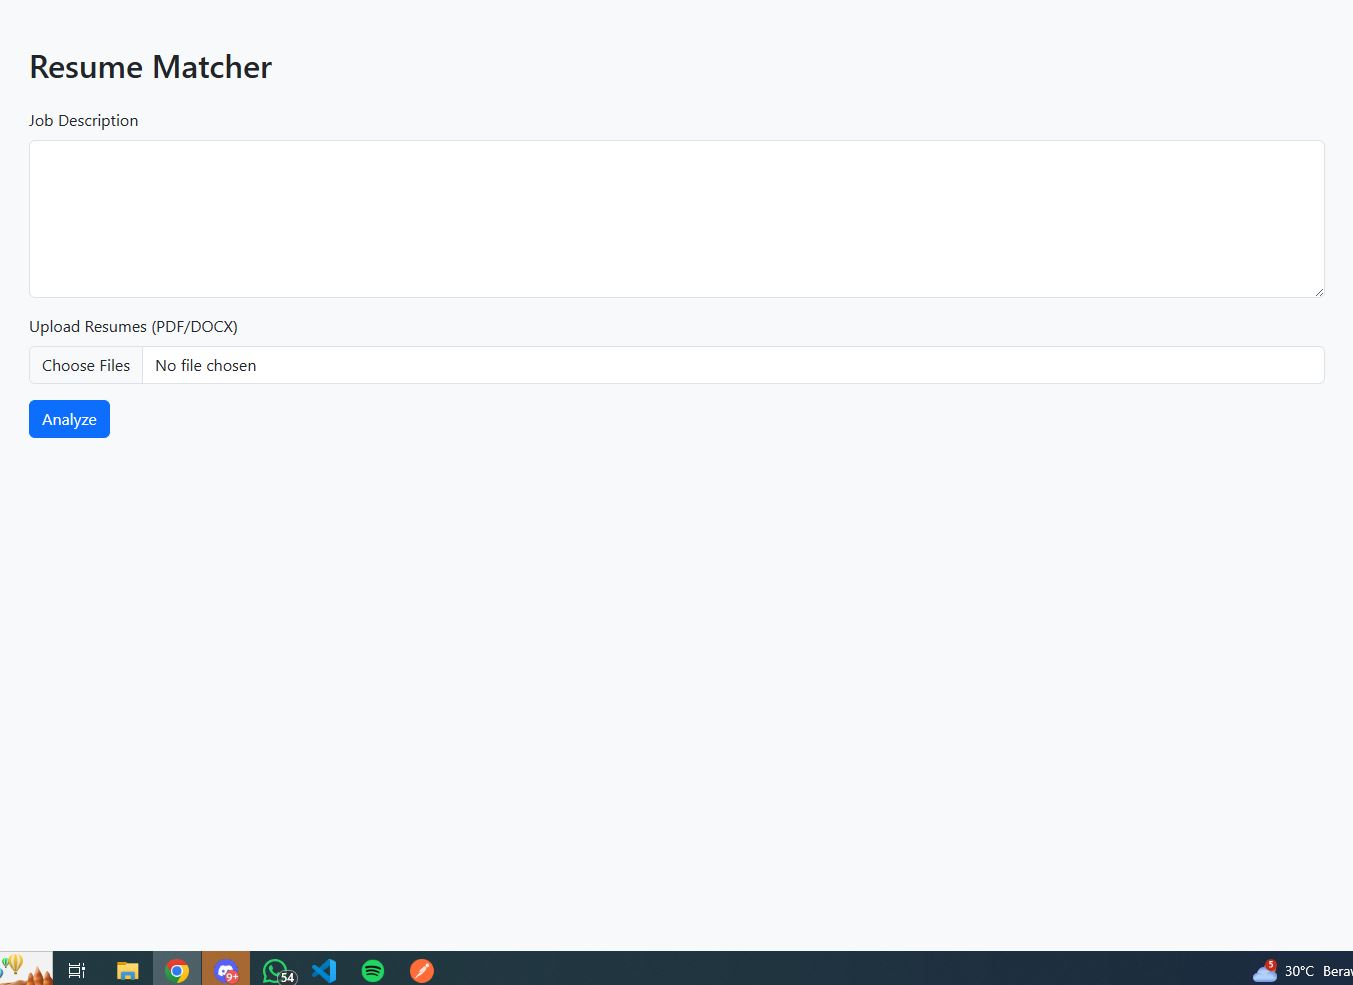 Resume Matcher
Job Description
Upload Resumes (PDF/DOCX)
Choose Files No file chosen
Analyze
9+ 54 5 30°C Berav